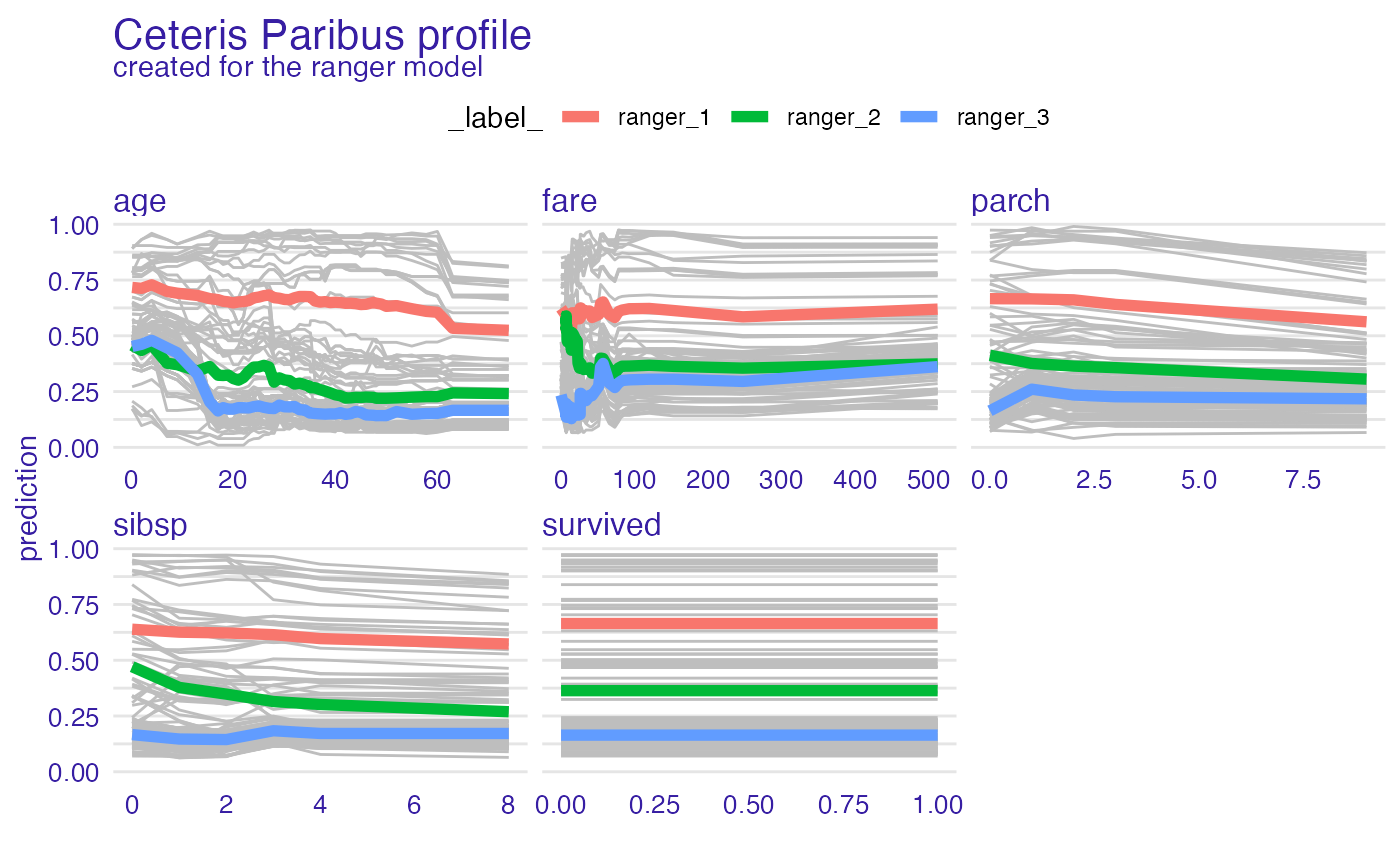 Ceteris Paribus profile
created for the ranger model
_label_ ranger_1 ranger_2 ranger_3
age fare parch
1.00
0.75
0.50
0.25
0.00
0 20 40 60 0 100 200 300 400 500 0.0 2.5 5.0 7.5
prediction
sibsp survived
1.00
0.75
0.50
0.25
0.00
0 2 4 6 8 0.00 0.25 0.50 0.75 1.00